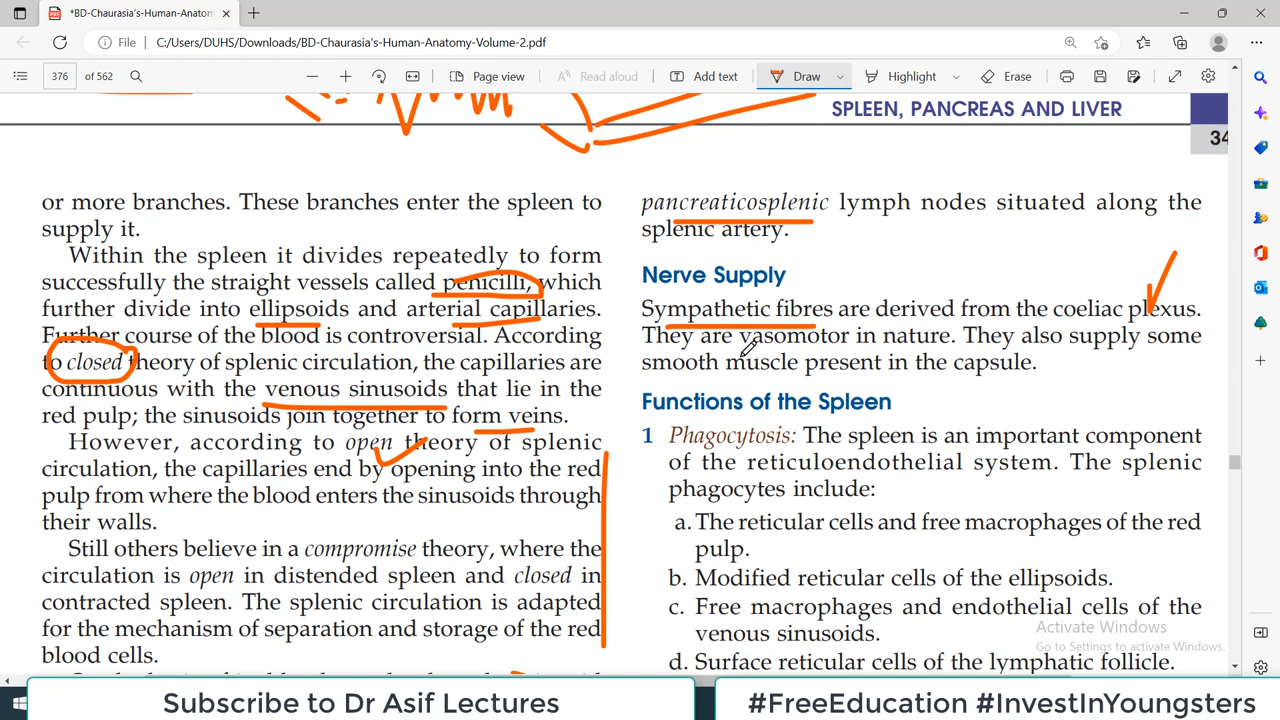 *BD-Chaurasia's-Human-Anatom
File
C:/Users/DUHS/Downloads/BD-Chaurasia's-Human-Anatomy-Volume-2.pdf
376
of 562
Page view
Read aloud
Add text
Draw
Highlight
Erase
SPLEEN, PANCREAS AND LIVER
34
or more branches. These branches enter the spleen to
supply it.
Within the spleen it divides repeatedly to form
successfully the straight vessels called penicilli, which
further divide into ellipsoids and arterial capillaries.
Further course of the blood is controversial. According
to closed theory of splenic circulation, the capillaries are
continuous with the venous sinusoids that lie in the
red pulp; the sinusoids join together to form veins.
However, according to open theory of splenic
circulation, the capillaries end by opening into the red
pulp from where the blood enters the sinusoids through
their walls.
Still others believe in a compromise theory, where the
circulation is open in distended spleen and closed in
contracted spleen. The splenic circulation is adapted
for the mechanism of separation and storage of the red
blood cells.
pancreaticosplenic lymph nodes situated along the
splenic artery.
Nerve Supply
Sympathetic fibres are derived from the coeliac plexus.
They are vasomotor in nature. They also supply some
smooth muscle present in the capsule.
Functions of the Spleen
1 Phagocytosis: The spleen is an important component
of the reticuloendothelial system. The splenic
phagocytes include:
a. The reticular cells and free macrophages of the red
pulp.
b. Modified reticular cells of the ellipsoids.
c. Free macrophages and endothelial cells of the
venous sinusoids.
d. Surface reticular cells of the lymphatic follicle.
Activate Windows
Go to Settings to activate Windows.
Subscribe to Dr Asif Lectures
#FreeEducation #InvestInYoungsters